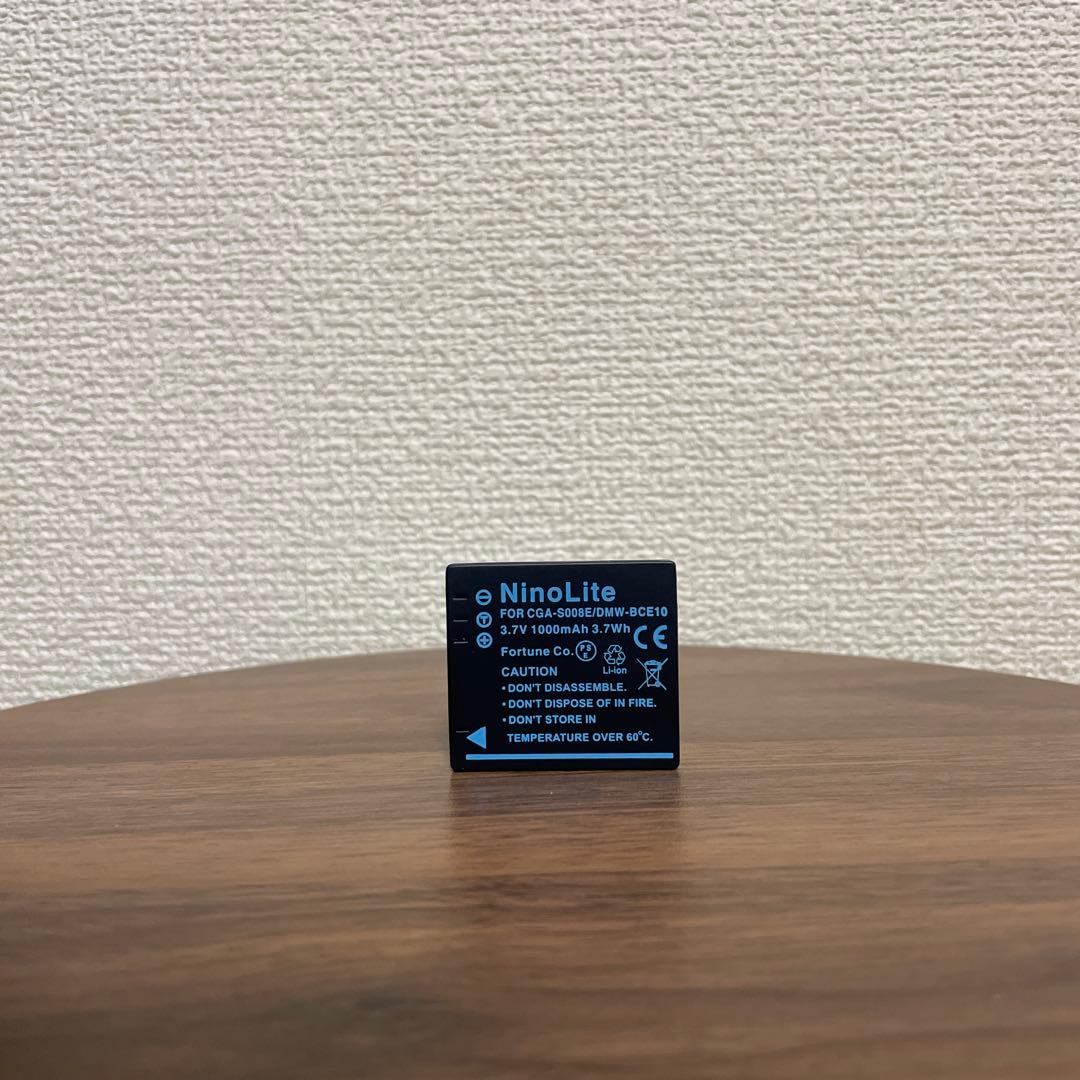 NinoLite
FOR CGA-S008E/DMW-BCE10
3.7V 1000mAh 3.7Wh
CE
Fortune Co. PSE
Li-ion
CAUTION
•DON'T DISASSEMBLE.
•DON'T DISPOSE OF IN FIRE.
•DON'T STORE IN
TEMPERATURE OVER 60°C.
T